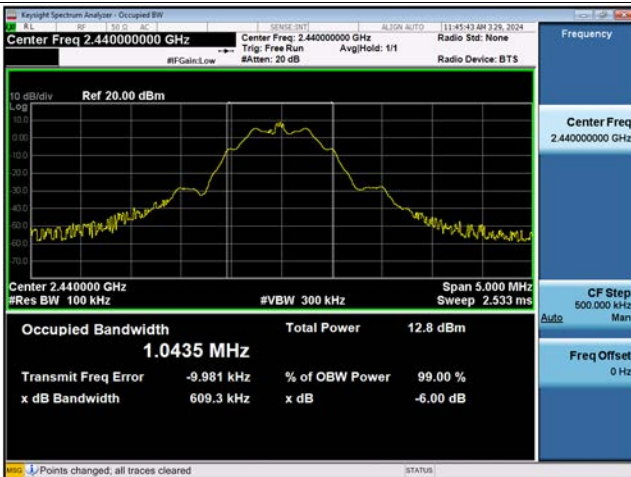 Keysight Spectrum Analyzer - Occupied BW
RL RF 50 Ω AC SENSE:INT ALIGN AUTO 11:45:43 AM 3 29, 2024
Center Freq 2.440000000 GHz
Center Freq: 2.440000000 GHz
Radio Std: None
Trig: Free Run Avg|Hold: 1/1
#IFGain:Low #Atten: 20 dB Radio Device: BTS
10 dB/div Ref 20.00 dBm
Log
10.0
0.00
-10.0
-20.0
-30.0
-40.0
-50.0
-60.0
-70.0
Center 2.440000 GHz Span 5.000 MHz
#Res BW 100 kHz #VBW 300 kHz Sweep 2.533 ms
Occupied Bandwidth Total Power 12.8 dBm
1.0435 MHz
Transmit Freq Error -9.981 kHz % of OBW Power 99.00 %
x dB Bandwidth 609.3 kHz x dB -6.00 dB
MSG Points changed; all traces cleared STATUS
Frequency
Center Freq
2.440000000 GHz
CF Step
500.000 kHz
Auto Man
Freq Offset
0 Hz